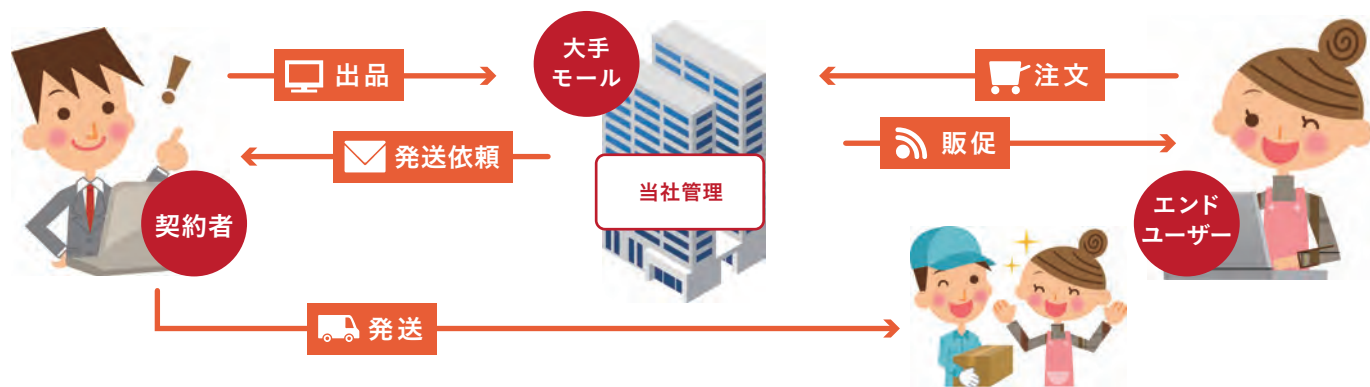 出品
大手
モール
注文
発送依頼
販促
当社管理
契約者
エンド
ユーザー
発送